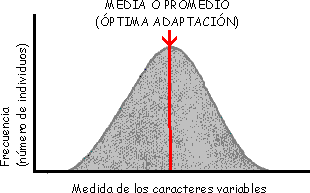 MEDIA O PROMEDIO
(ÓPTIMA ADAPTACIÓN)
Frecuencia
(número de individuos)
Medida de los caracteres variables